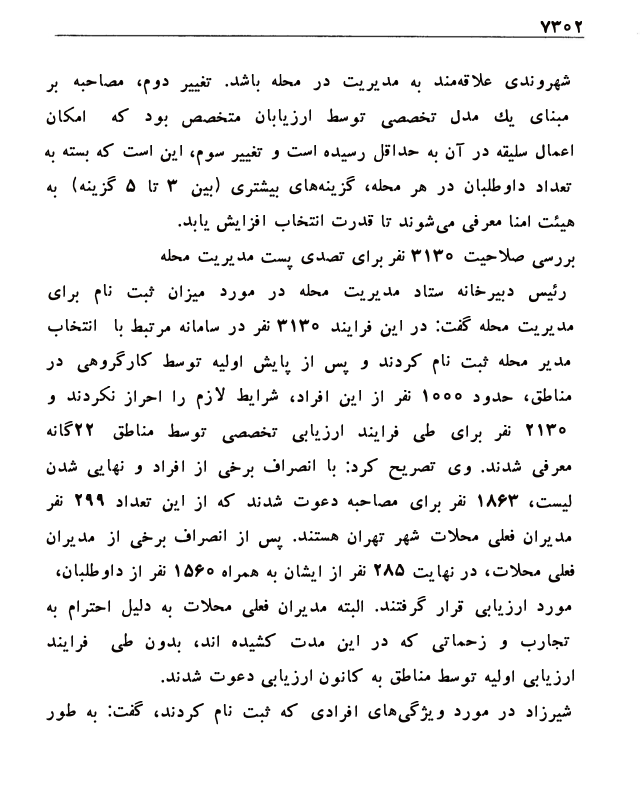 ۷۳۰۲
شهروندی علاقه‌مند به مدیریت در محله باشد. تغییر دوم، مصاحبه بر
مبنای یك مدل تخصصی توسط ارزیابان متخصص بود که امکان
اعمال سلیقه در آن به حداقل رسیده است و تغییر سوم، این است که بسته به
تعداد داوطلبان در هر محله، گزینه‌های بیشتری (بین ۳ تا ۵ گزینه) به
هیئت امنا معرفی می‌شوند تا قدرت انتخاب افزایش یابد.
بررسی صلاحیت ۳۱۳۰ نفر برای تصدی پست مدیریت محله
رئیس دبیرخانه ستاد مدیریت محله در مورد میزان ثبت نام برای
مدیریت محله گفت: در این فرایند ۳۱۳۰ نفر در سامانه مرتبط با انتخاب
مدیر محله ثبت نام کردند و پس از پایش اولیه توسط کارگروهی در
مناطق، حدود ۱۰۰۰ نفر از این افراد، شرایط لازم را احراز نکردند و
۲۱۳۰ نفر برای طی فرایند ارزیابی تخصصی توسط مناطق ۲۲گانه
معرفی شدند. وی تصریح کرد: با انصراف برخی از افراد و نهایی شدن
لیست، ۱۸۶۳ نفر برای مصاحبه دعوت شدند که از این تعداد ۲۹۹ نفر
مدیران فعلی محلات شهر تهران هستند. پس از انصراف برخی از مدیران
فعلی محلات، در نهایت ۲۸۵ نفر از ایشان به همراه ۱۵۶۰ نفر از داوطلبان،
مورد ارزیابی قرار گرفتند. البته مدیران فعلی محلات به دلیل احترام به
تجارب و زحماتی که در این مدت کشیده اند، بدون طی فرایند
ارزیابی اولیه توسط مناطق به کانون ارزیابی دعوت شدند.
شیرزاد در مورد ویژگی‌های افرادی که ثبت نام کردند، گفت: به طور